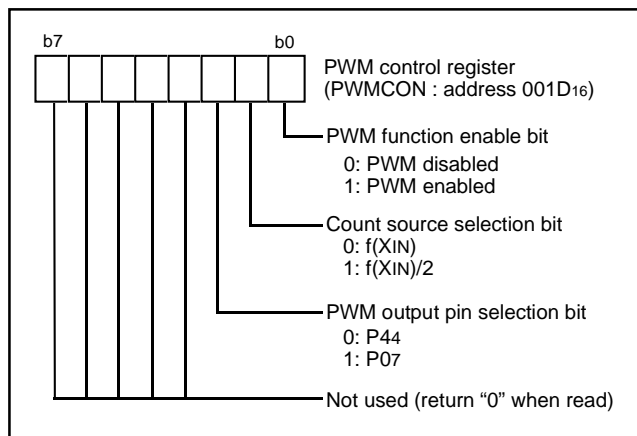 b7 b0
PWM control register
(PWMCON : address 001D16)
PWM function enable bit
0: PWM disabled
1: PWM enabled
Count source selection bit
0: f(XIN)
1: f(XIN)/2
PWM output pin selection bit
0: P44
1: P07
Not used (return “0” when read)